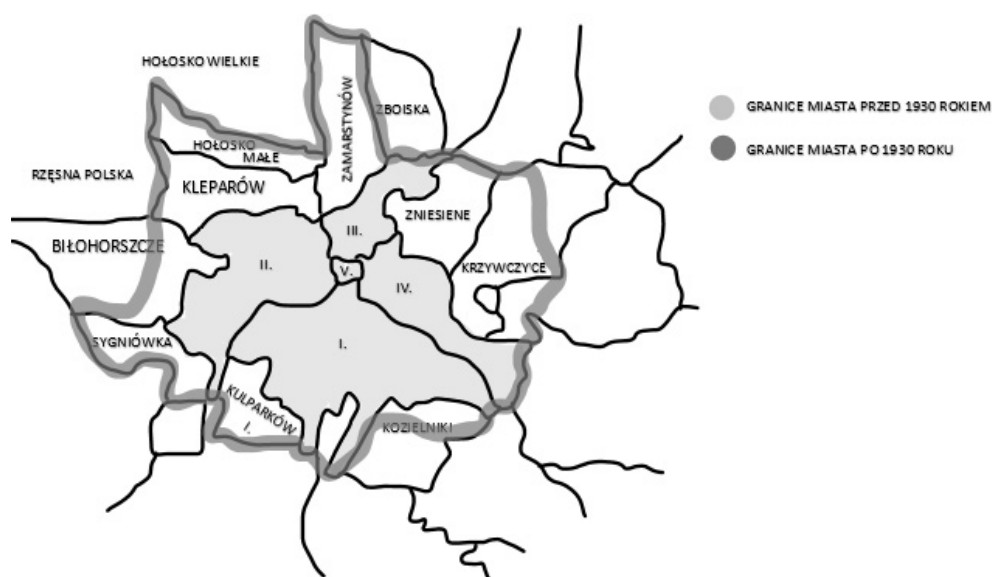 HOŁOSKO WIELKIE
ZAMARSTYNÓW
ZBOISKA
HOŁOSKO
MAŁE
RZĘSNA POLSKA
KLEPARÓW
ZNIESIENE
BIŁOHORSZCZE
II.
III.
V.
IV.
KRZYWCZYCE
SYGNIÓWKA
I.
KULPARKÓW
I.
KOZIELNIKI
GRANICE MIASTA PRZED 1930 ROKIEM
GRANICE MIASTA PO 1930 ROKU